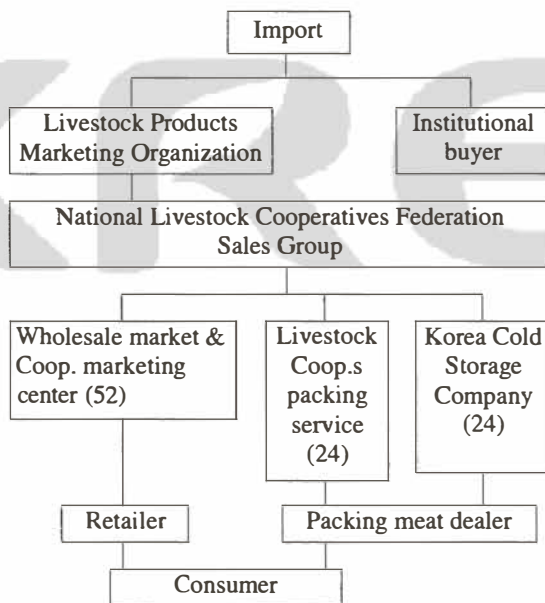 Import
Livestock Products
Marketing Organization
Institutional
buyer
National Livestock Cooperatives Federation
Sales Group
Wholesale market &
Coop. marketing
center (52)
Livestock
Coop.s
packing
service
(24)
Korea Cold
Storage
Company
(24)
Retailer
Packing meat dealer
Consumer